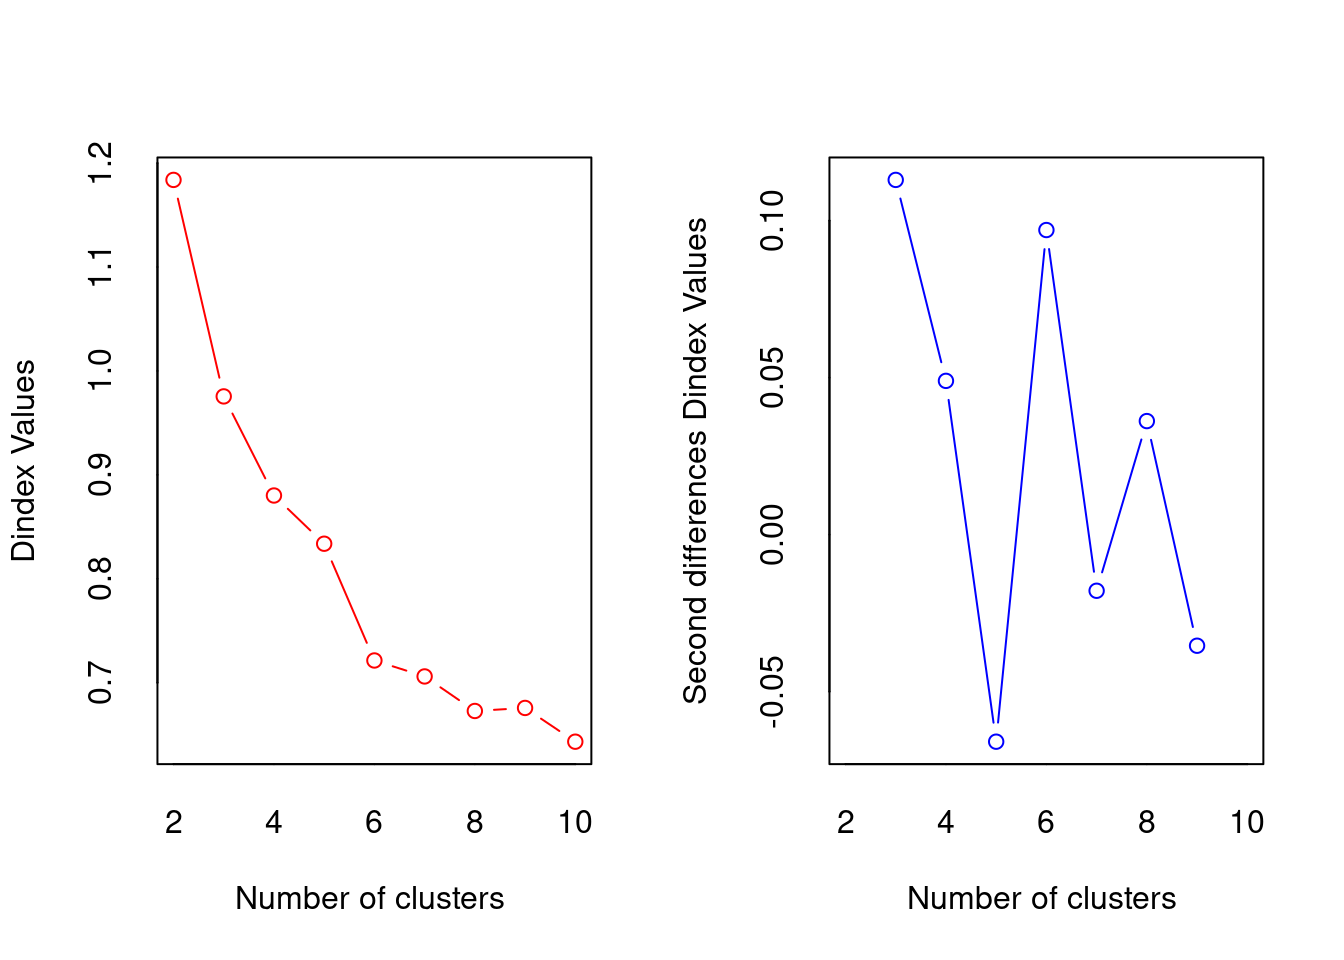 Dindex Values
1.2
1.1
1.0
0.9
0.8
0.7
2 4 6 8 10
Number of clusters
Second differences Dindex Values
0.10
0.05
0.00
-0.05
2 4 6 8 10
Number of clusters